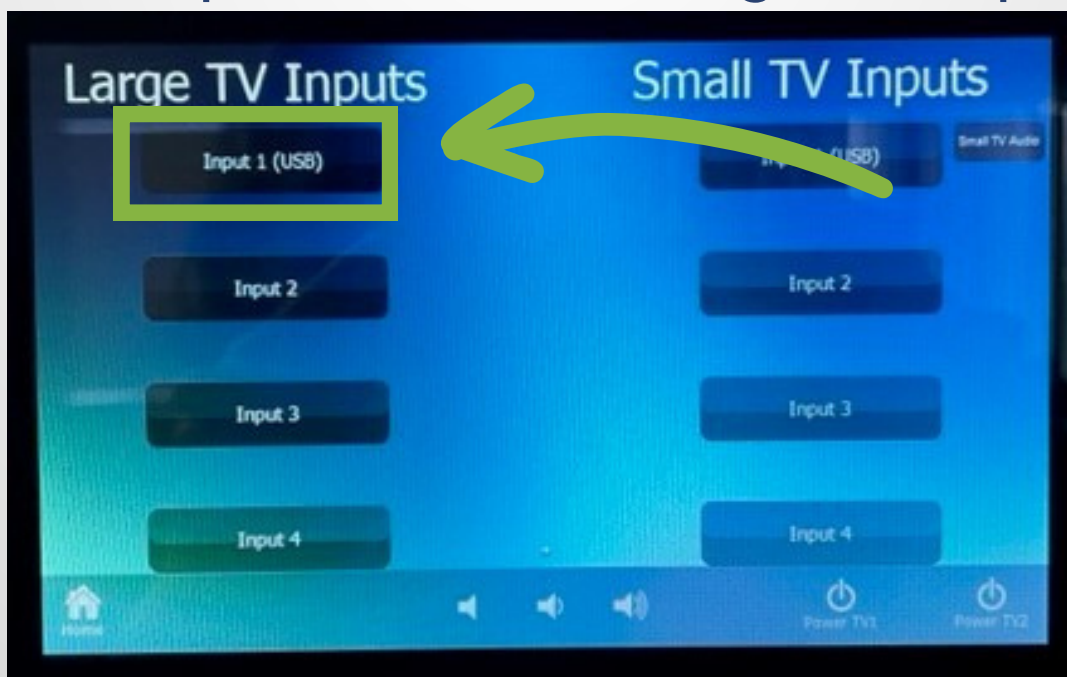 Large TV Inputs
Small TV Inputs
Input 1 (USB)
(USB)
Small TV Audio
Input 2
Input 2
Input 3
Input 3
Input 4
Input 4
Home
Power TV1
Power TV2